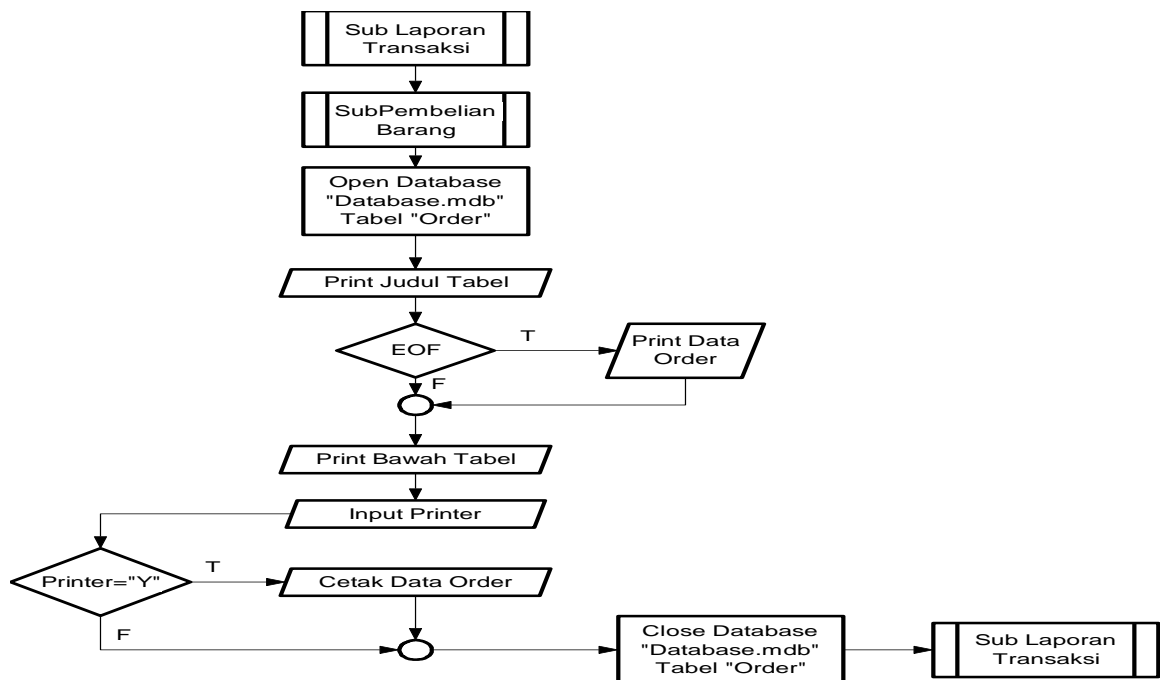 Sub Laporan
Transaksi
SubPembelian
Barang
Open Database
"Database.mdb"
Tabel "Order"
Print Judul Tabel
EOF
T
Print Data
Order
F
Print Bawah Tabel
Input Printer
Printer="Y"
T
Cetak Data Order
F
Close Database
"Database.mdb"
Tabel "Order"
Sub Laporan
Transaksi